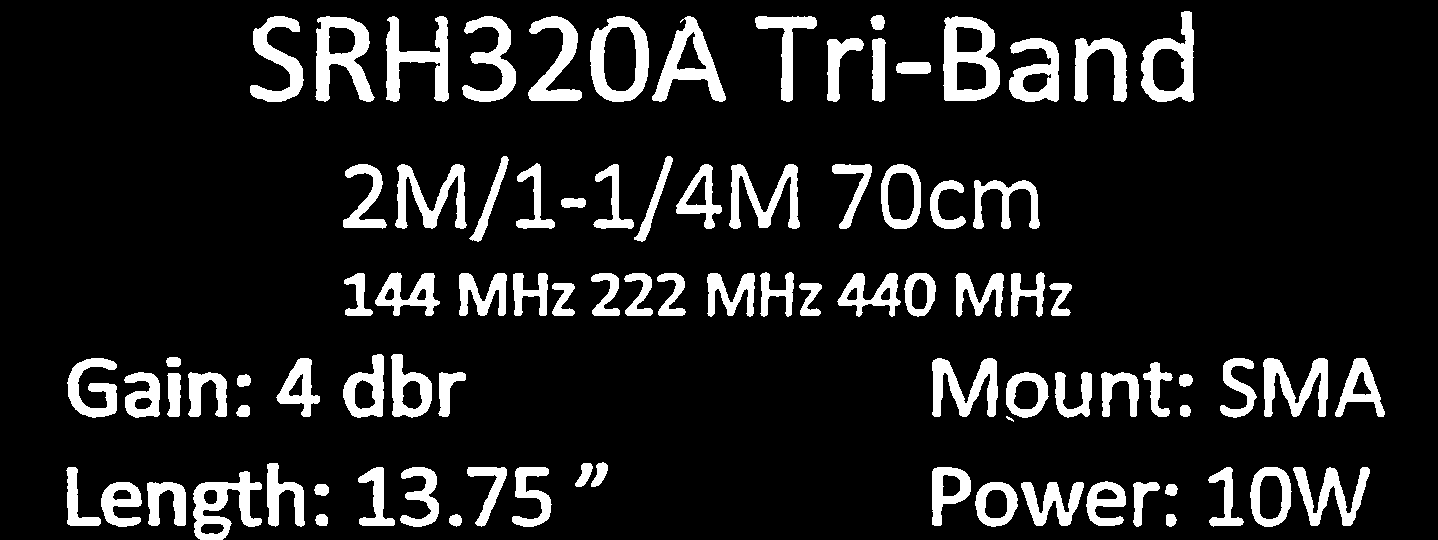 SRH320A Tri-Band
2M/1-1/4M 70cm
144 MHz 222 MHz 440 MHz
Gain: 4 dbr Mount: SMA
Length: 13.75 ” Power: 10W